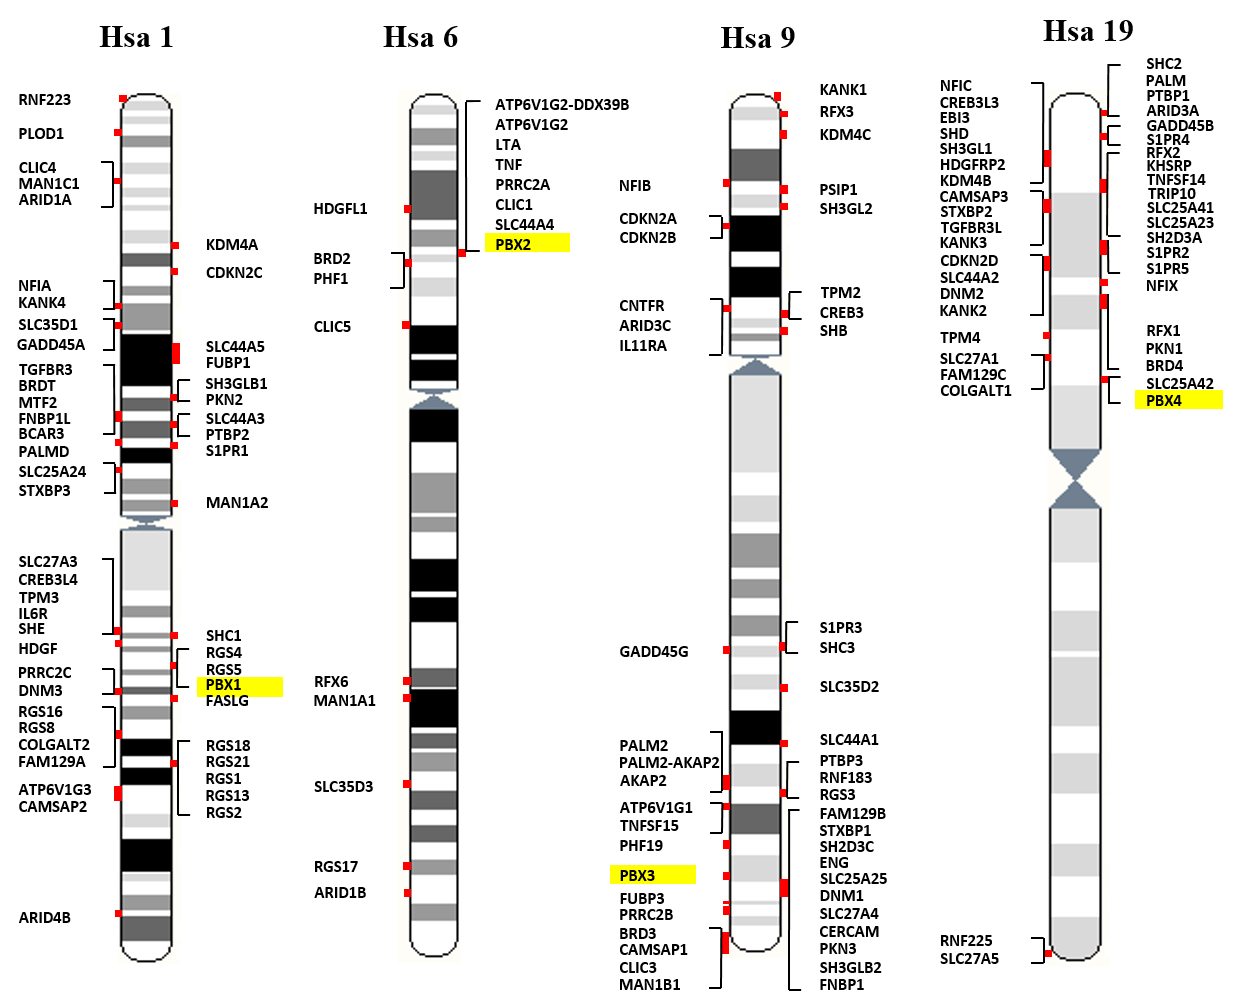 Hsa 1
RNF223
PLOD1
CLIC4
MAN1C1
ARID1A
NFIA
KANK4
SLC35D1
GADD45A
TGFBR3
BRDT
MTF2
FNBP1L
BCAR3
PALMD
SLC25A24
STXBP3
SLC27A3
CREB3L4
TPM3
IL6R
SHE
HDGF
PRRC2C
DNM3
RGS16
RGS8
COLGALT2
FAM129A
ATP6V1G3
CAMSAP2
ARID4B
KDM4A
CDKN2C
SLC44A5
FUBP1
SH3GLB1
PKN2
SLC44A3
PTBP2
S1PR1
MAN1A2
SHC1
RGS4
RGS5
PBX1
FASLG
RGS18
RGS21
RGS1
RGS13
RGS2
Hsa 6
HDGFL1
BRD2
PHF1
CLIC5
RFX6
MAN1A1
SLC35D3
RGS17
ARID1B
ATP6V1G2-DDX39B
ATP6V1G2
LTA
TNF
PRRC2A
CLIC1
SLC44A4
PBX2
Hsa 9
NFIB
CDKN2A
CDKN2B
CNTFR
ARID3C
IL11RA
GADD45G
PALM2
PALM2-AKAP2
AKAP2
ATP6V1G1
TNFSF15
PHF19
PBX3
FUBP3
PRRC2B
BRD3
CAMSAP1
CLIC3
MAN1B1
KANK1
RFX3
KDM4C
PSIP1
SH3GL2
TPM2
CREB3
SHB
S1PR3
SHC3
SLC35D2
SLC44A1
PTBP3
RNF183
RGS3
FAM129B
STXBP1
SH2D3C
ENG
SLC25A25
DNM1
SLC27A4
CERCAM
PKN3
SH3GLB2
FNBP1
Hsa 19
NFIC
CREB3L3
EBI3
SHD
SH3GL1
HDGFRP2
KDM4B
CAMSAP3
STXBP2
TGFBR3L
KANK3
CDKN2D
SLC44A2
DNM2
KANK2
TPM4
SLC27A1
FAM129C
COLGALT1
RNF225
SLC27A5
SHC2
PALM
PTBP1
ARID3A
GADD45B
S1PR4
RFX2
KHSRP
TNFSF14
TRIP10
SLC25A41
SLC25A23
SH2D3A
S1PR2
S1PR5
NFIX
RFX1
PKN1
BRD4
SLC25A42
PBX4